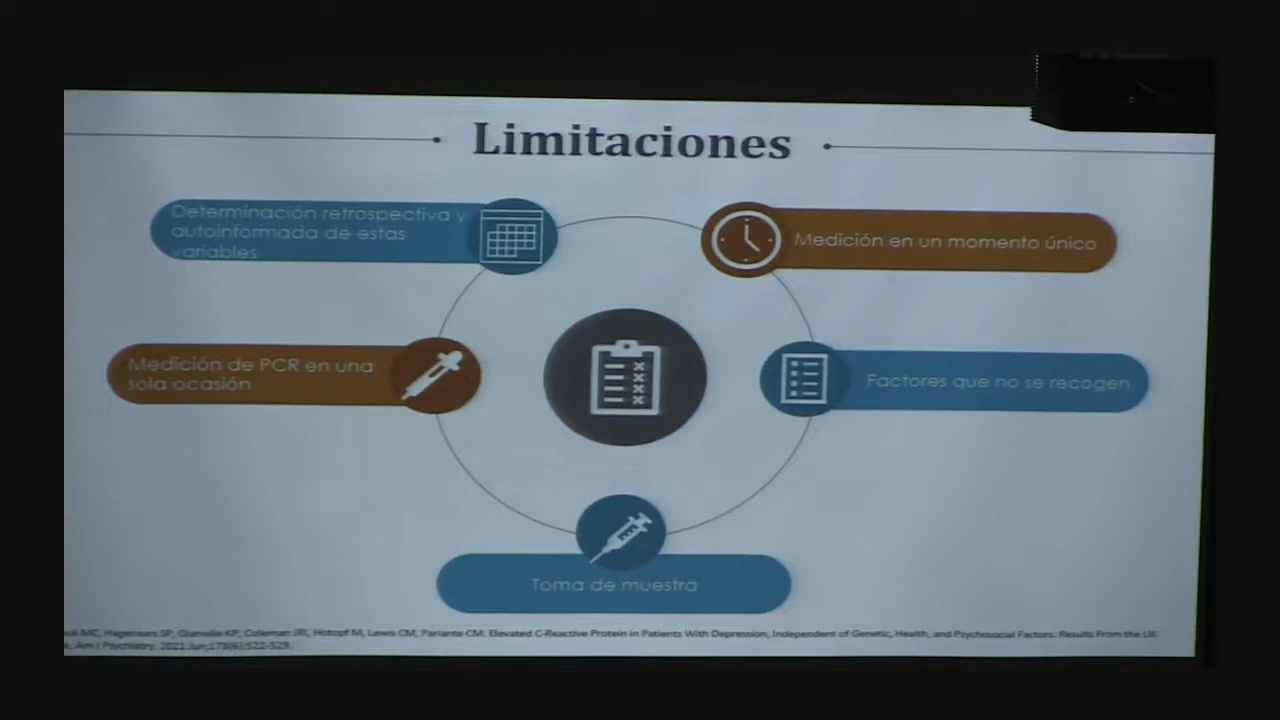 Limitaciones
Determinación retrospectiva y
autoinformada de estas
variables
Medición en un momento único
Medición de PCR en una
sola ocasión
Factores que no se recogen
Toma de muestra
MC, Hagenaars SP, Glanville KP, Coleman JRI, Hotopf M, Lewis CM, Pariante CM. Elevated C-Reactive Protein in Patients With Depression, Independent of Genetic, Health, and Psychosocial Factors: Results From the UK
Am J Psychiatry. 2021 Jun;178(6):522-529.